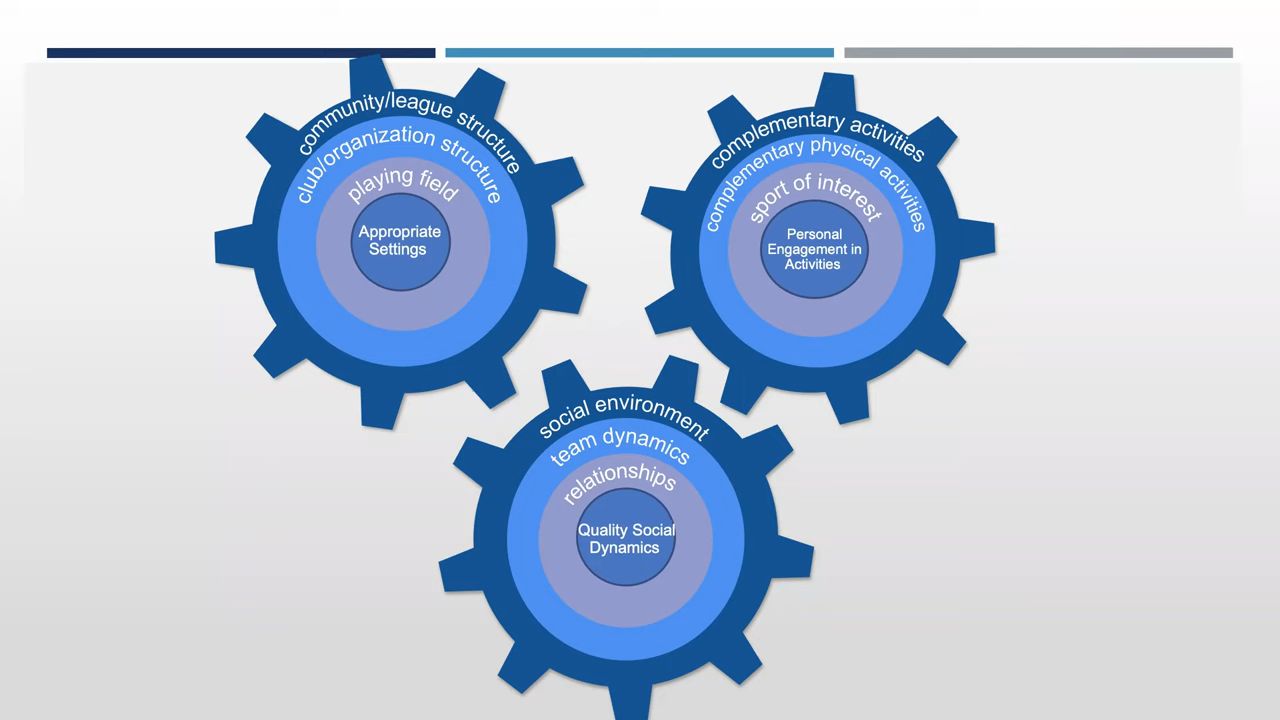 community/league structure
club/organization structure
playing field
Appropriate
Settings
complementary activities
complementary physical activities
sport of interest
Personal
Engagement in
Activities
social environment
team dynamics
relationships
Quality Social
Dynamics